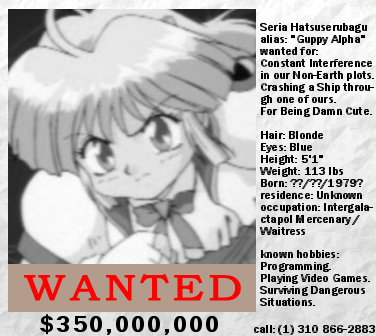 Seria Hatsuserubagu
alias: "Guppy Alpha"
wanted for:
Constant Interference
in our Non-Earth plots.
Crashing a Ship throu-
gh one of ours.
For Being Damn Cute.
Hair: Blonde
Eyes: Blue
Height: 5'1"
Weight: 113 lbs
Born: ??/??/1979?
residence: Unknown
occupation: Intergala-
ctapol Mercenary/
Waitress
known hobbies:
Programming.
Playing Video Games.
Surviving Dangerous
Situations.
WANTED
$350,000,000
call: (1) 310 866-2883